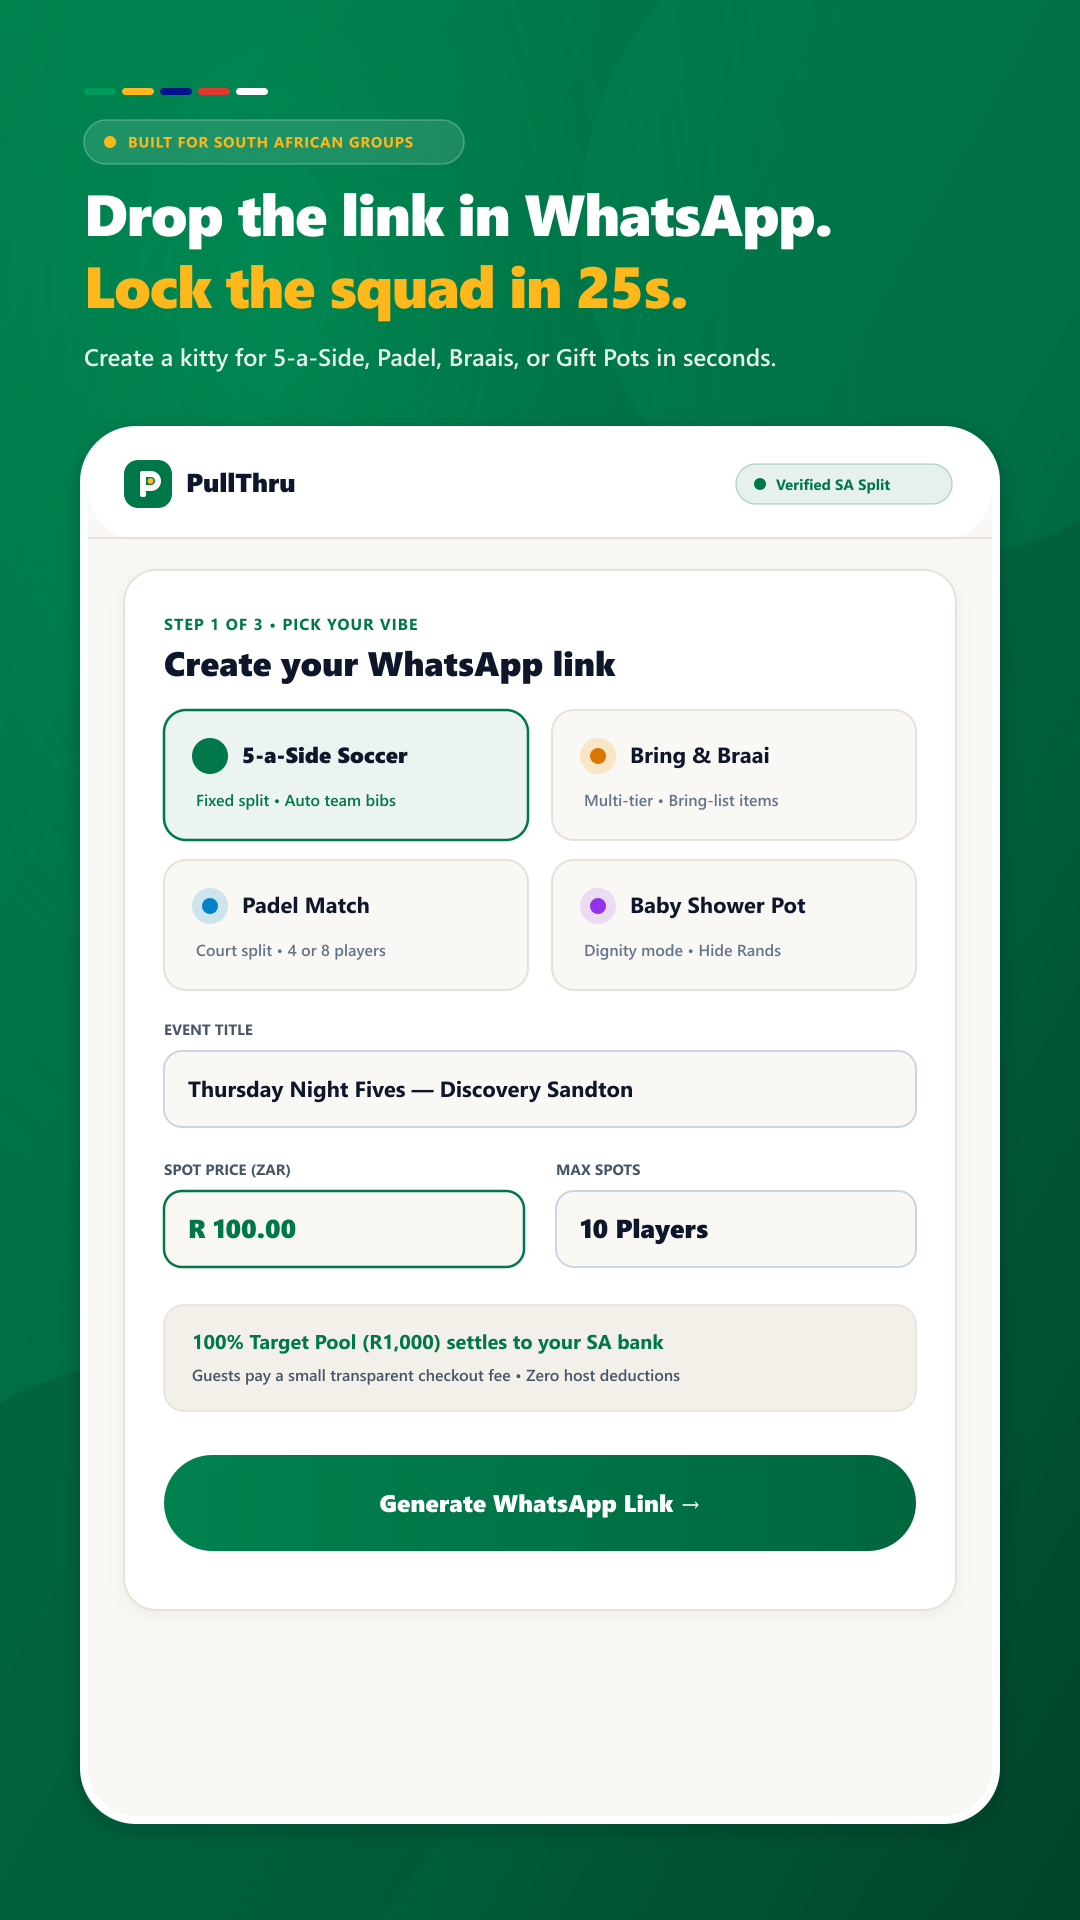 BUILT FOR SOUTH AFRICAN GROUPS
Drop the link in WhatsApp.
Lock the squad in 25s.
Create a kitty for 5-a-Side, Padel, Braais, or Gift Pots in seconds.
P PullThru
Verified SA Split
STEP 1 OF 3 • PICK YOUR VIBE
Create your WhatsApp link
5-a-Side Soccer
Fixed split • Auto team bibs
Bring & Braai
Multi-tier • Bring-list items
Padel Match
Court split • 4 or 8 players
Baby Shower Pot
Dignity mode • Hide Rands
EVENT TITLE
Thursday Night Fives — Discovery Sandton
SPOT PRICE (ZAR)
R 100.00
MAX SPOTS
10 Players
100% Target Pool (R1,000) settles to your SA bank
Guests pay a small transparent checkout fee • Zero host deductions
Generate WhatsApp Link →